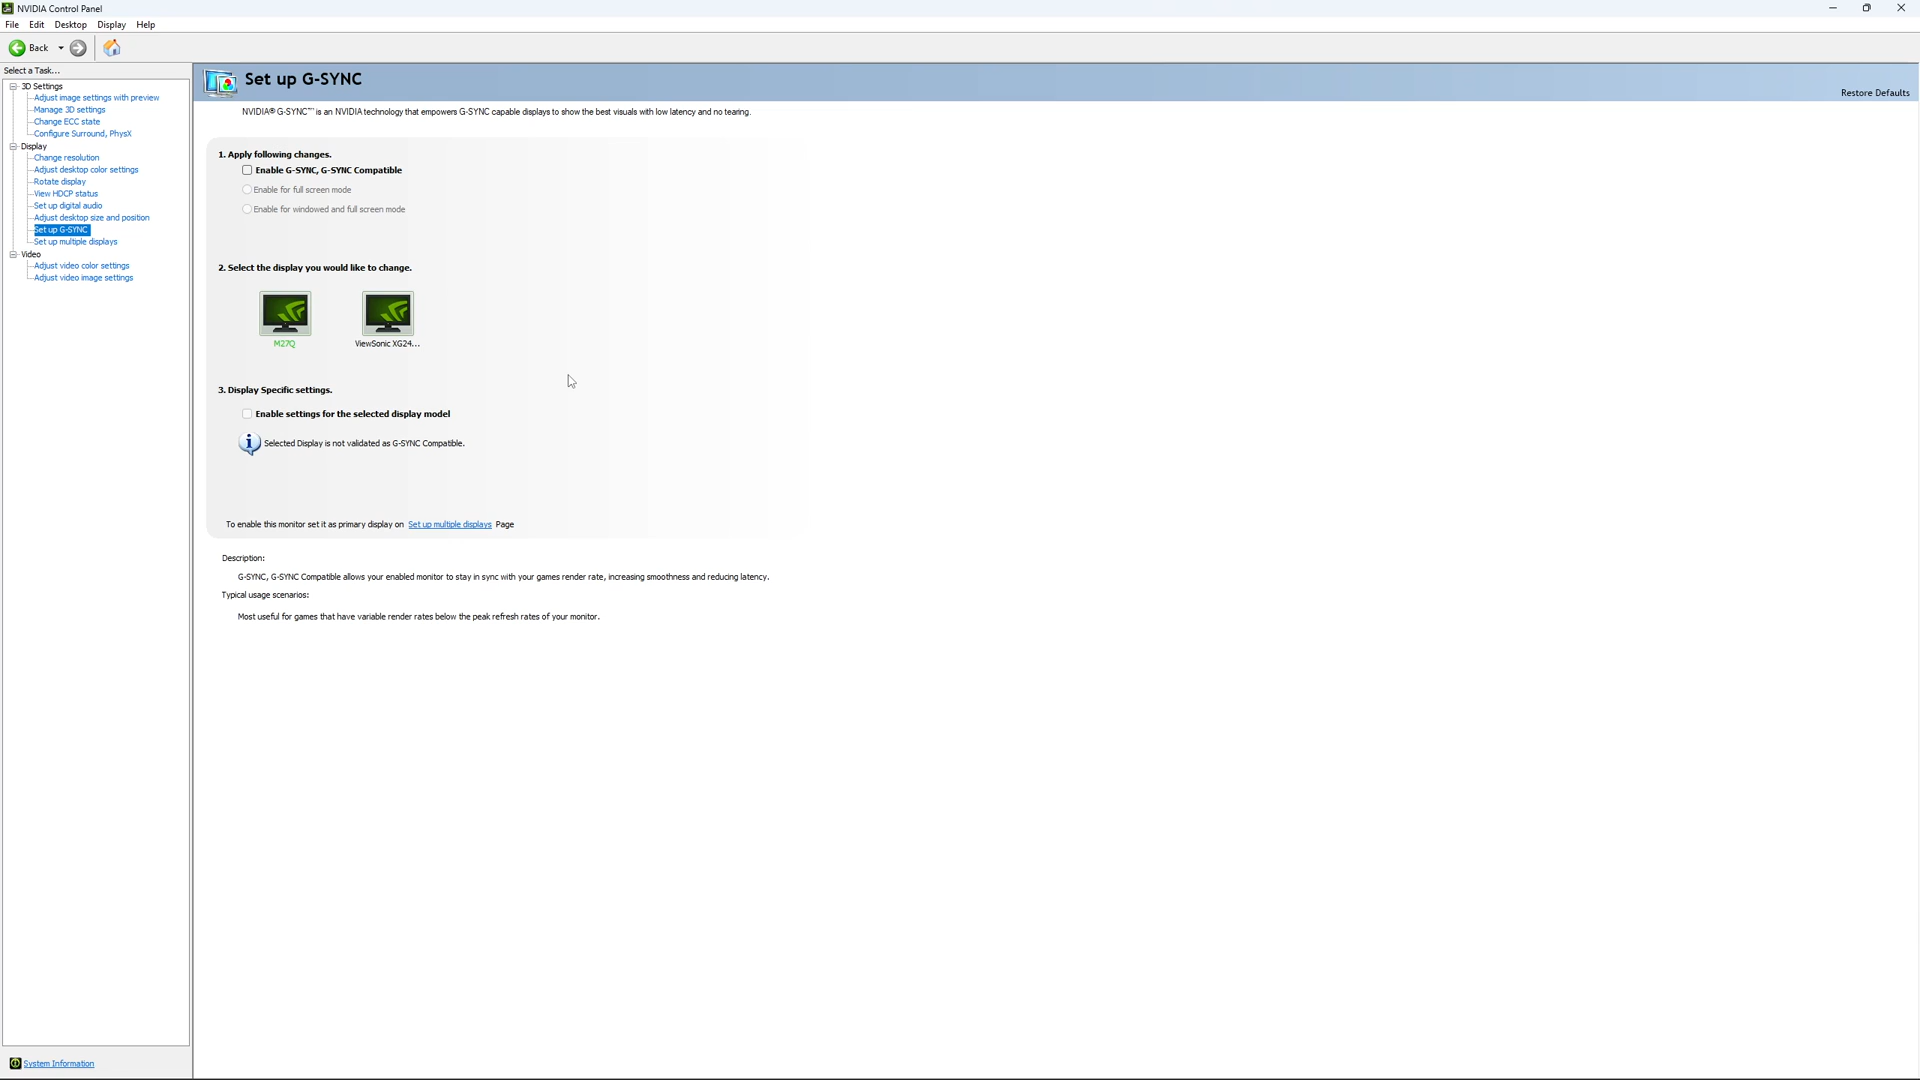 NVIDIA Control Panel
File Edit Desktop Display Help
Back
Select a Task...
3D Settings
Adjust image settings with preview
Manage 3D settings
Change ECC state
Configure Surround, PhysX
Display
Change resolution
Adjust desktop color settings
Rotate display
View HDCP status
Set up digital audio
Adjust desktop size and position
Set up G-SYNC
Set up multiple displays
Video
Adjust video color settings
Adjust video image settings
System Information
Set up G-SYNC
Restore Defaults
NVIDIA® G-SYNC™ is an NVIDIA technology that empowers G-SYNC capable displays to show the best visuals with low latency and no tearing.
1. Apply following changes.
Enable G-SYNC, G-SYNC Compatible
Enable for full screen mode
Enable for windowed and full screen mode
2. Select the display you would like to change.
M27Q ViewSonic XG24...
3. Display Specific settings.
Enable settings for the selected display model
Selected Display is not validated as G-SYNC Compatible.
To enable this monitor set it as primary display on Set up multiple displays Page
Description:
G-SYNC, G-SYNC Compatible allows your enabled monitor to stay in sync with your games render rate, increasing smoothness and reducing latency.
Typical usage scenarios:
Most useful for games that have variable render rates below the peak refresh rates of your monitor.